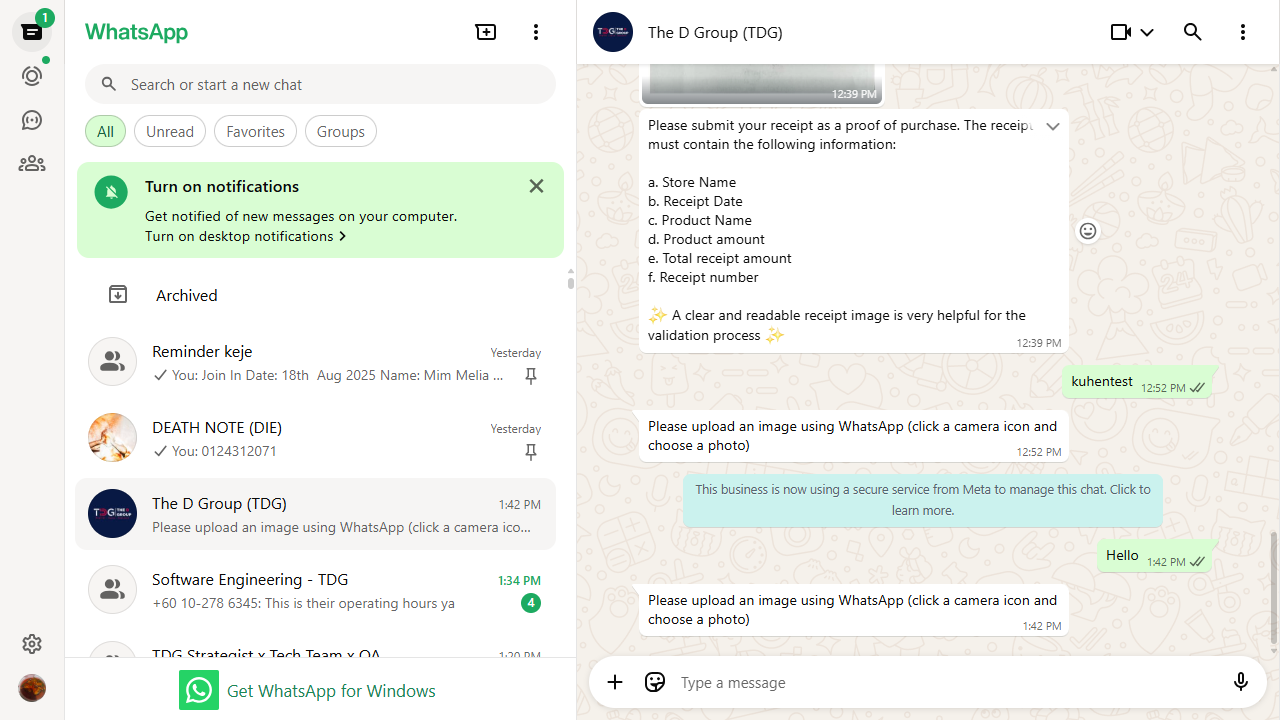 1
WhatsApp
Search or start a new chat
All
Unread
Favorites
Groups
Turn on notifications
Get notified of new messages on your computer.
Turn on desktop notifications
Archived
Reminder keje
Yesterday
You: Join In Date: 18th Aug 2025 Name: Mim Melia ...
DEATH NOTE (DIE)
Yesterday
You: 0124312071
The D Group (TDG)
1:42 PM
Please upload an image using WhatsApp (click a camera ico...
Software Engineering - TDG
1:34 PM
+60 10-278 6345: This is their operating hours ya
4
TDG Strategist x Tech Team x QA
1:20 PM
Get WhatsApp for Windows
The D Group (TDG)
12:39 PM
Please submit your receipt as a proof of purchase. The receipt
must contain the following information:
a. Store Name
b. Receipt Date
c. Product Name
d. Product amount
e. Total receipt amount
f. Receipt number
✨ A clear and readable receipt image is very helpful for the
validation process ✨
12:39 PM
kuhentest
12:52 PM
Please upload an image using WhatsApp (click a camera icon and
choose a photo)
12:52 PM
This business is now using a secure service from Meta to manage this chat. Click to
learn more.
Hello
1:42 PM
Please upload an image using WhatsApp (click a camera icon and
choose a photo)
1:42 PM
Type a message